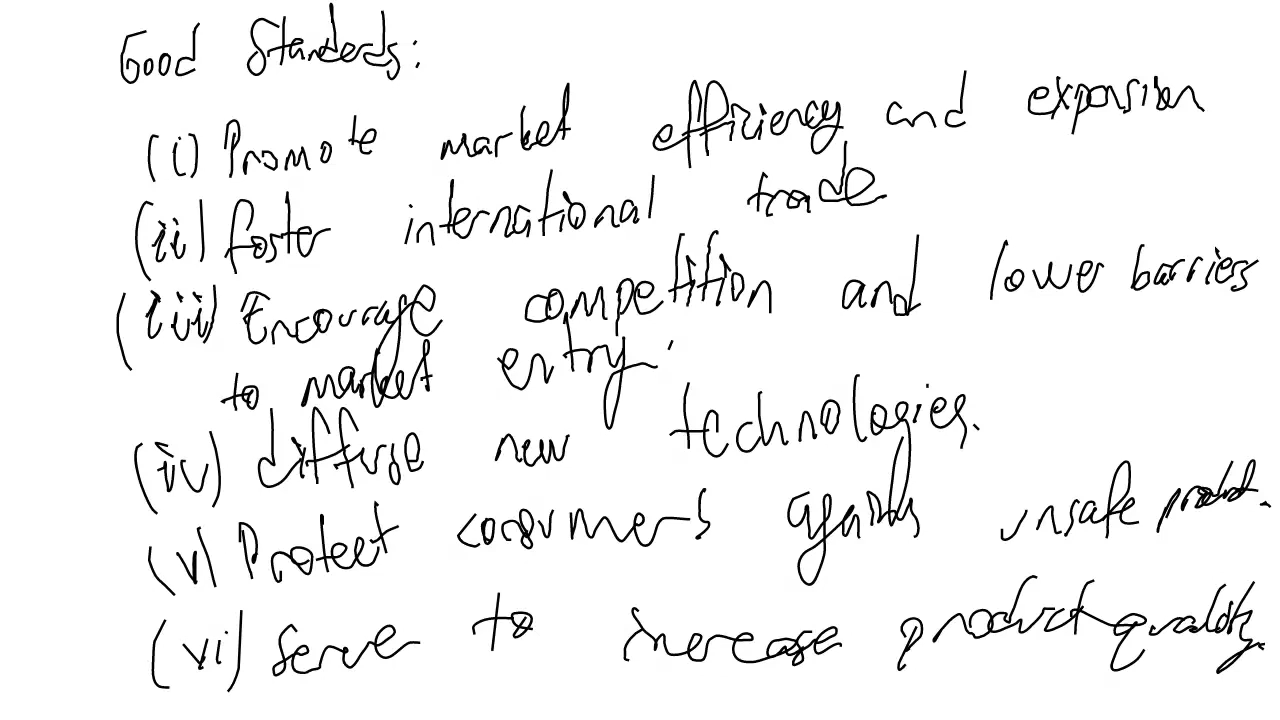 Good Standards:
(i) Promote market efficiency and expansion
(ii) foster international trade
(iii) Encourage competition and lower barriers
to market entry.
(iv) diffuse new technologies.
(v) Protect consumers against unsafe product.
(vi) Serve to increase product quality.